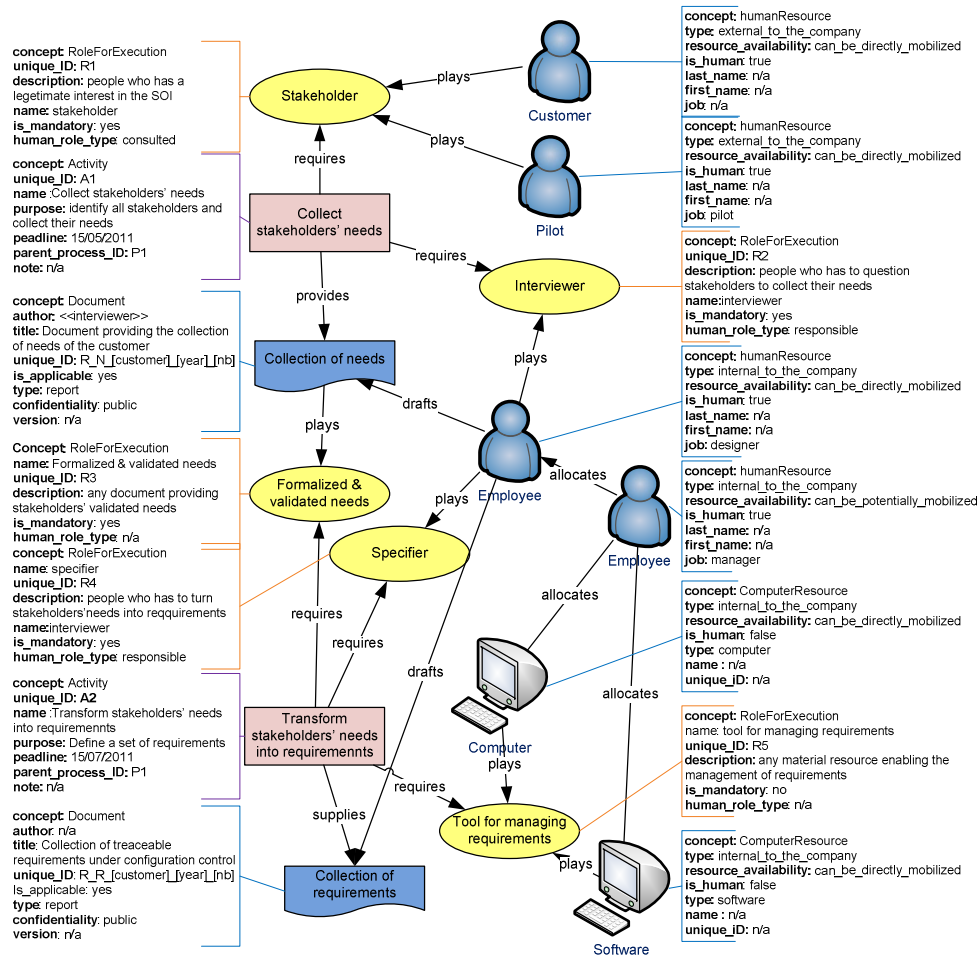 concept: RoleForExecution
unique_ID: R1
description: people who has a
legetimate interest in the SOI
name: stakeholder
is_mandatory: yes
human_role_type: consulted
concept: Activity
unique_ID: A1
name :Collect stakeholders' needs
purpose: identify all stakeholders and
collect their needs
peadline: 15/05/2011
parent_process_ID: P1
note: n/a
concept: Document
author: <<interviewer>>
title: Document providing the collection
of needs of the customer
unique_ID: R_N_[customer]_[year]_[nb]
is_applicable: yes
type: report
confidentiality: public
version: n/a
Concept: RoleForExecution
name: Formalized & validated needs
unique_ID: R3
description: any document providing
stakeholders' validated needs
is_mandatory: yes
human_role_type: n/a
concept: RoleForExecution
name: specifier
unique_ID: R4
description: people who has to turn
stakeholders'needs into reqquirements
name:interviewer
is_mandatory: yes
human_role_type: responsible
concept: Activity
unique_ID: A2
name :Transform stakeholders' needs
into requiremennts
purpose: Define a set of requirements
peadline: 15/07/2011
parent_process_ID: P1
note: n/a
concept: Document
author: n/a
title: Collection of treaceable
requirements under configuration control
unique_ID: R_R_[customer]_[year]_[nb]
Is_applicable: yes
type: report
confidentiality: public
version: n/a
Stakeholder
plays
Customer
plays
Pilot
requires
Collect
stakeholders' needs
requires
Interviewer
provides
plays
Collection of needs
drafts
plays
Employee
allocates
Formalized &
validated needs
plays
Specifier
Employee
requires
requires
allocates
drafts
allocates
Transform
stakeholders' needs
into requiremennts
Computer
plays
requires
supplies
Tool for managing
requirements
plays
Collection of
requirements
Software
concept: humanResource
type: external_to_the_company
resource_availability: can_be_directly_mobilized
is_human: true
last_name: n/a
first_name: n/a
job: n/a
concept: humanResource
type: external_to_the_company
resource_availability: can_be_directly_mobilized
is_human: true
last_name: n/a
first_name: n/a
job: pilot
concept: RoleForExecution
unique_ID: R2
description: people who has to question
stakeholders to collect their needs
name:interviewer
is_mandatory: yes
human_role_type: responsible
concept: humanResource
type: internal_to_the_company
resource_availability: can_be_directly_mobilized
is_human: true
last_name: n/a
first_name: n/a
job: designer
concept: humanResource
type: internal_to_the_company
resource_availability: can_be_potentially_mobilized
is_human: true
last_name: n/a
first_name: n/a
job: manager
concept: ComputerResource
type: internal_to_the_company
resource_availability: can_be_directly_mobilized
is_human: false
type: computer
name : n/a
unique_iD: n/a
concept: RoleForExecution
name: tool for managing requirements
unique_ID: R5
description: any material resource enabling the
management of requirements
is_mandatory: no
human_role_type: n/a
concept: ComputerResource
type: internal_to_the_company
resource_availability: can_be_directly_mobilized
is_human: false
type: software
name : n/a
unique_iD: n/a